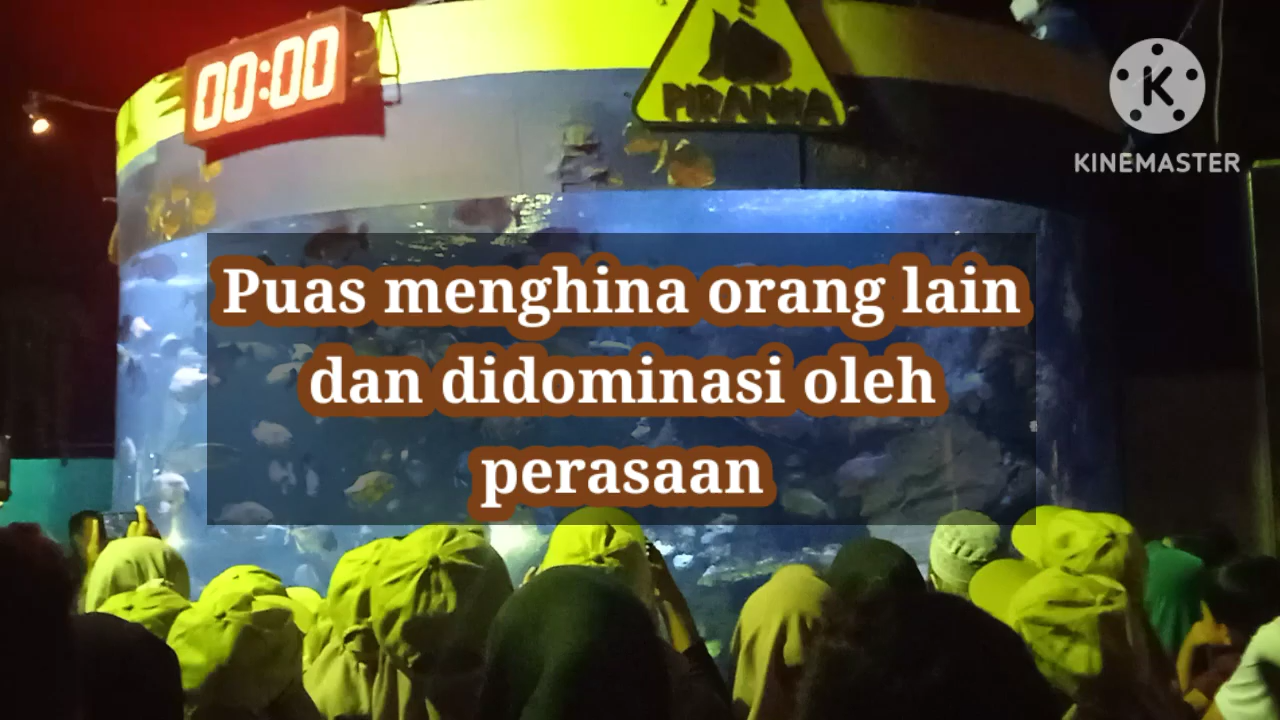 00:00
PIRANHA
K
KINEMASTER
Puas menghina orang lain
dan didominasi oleh
perasaan